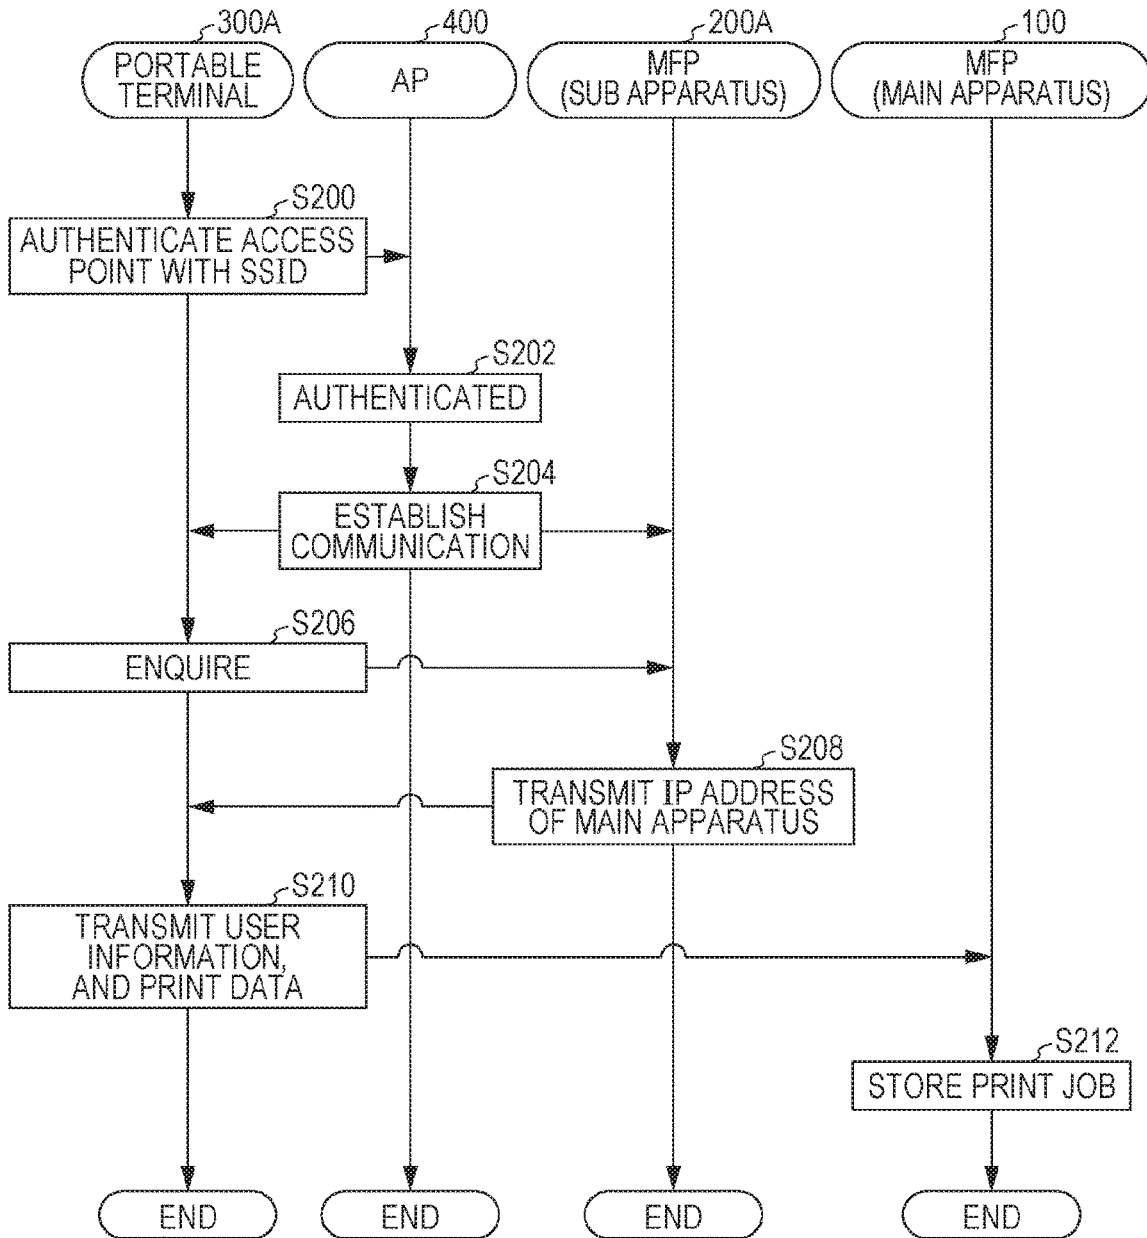 300A
400
200A
100
PORTABLE
TERMINAL
AP
MFP
(SUB APPARATUS)
MFP
(MAIN APPARATUS)
S200
AUTHENTICATE ACCESS
POINT WITH SSID
S202
AUTHENTICATED
S204
ESTABLISH
COMMUNICATION
S206
ENQUIRE
S208
TRANSMIT IP ADDRESS
OF MAIN APPARATUS
S210
TRANSMIT USER
INFORMATION,
AND PRINT DATA
S212
STORE PRINT JOB
END
END
END
END